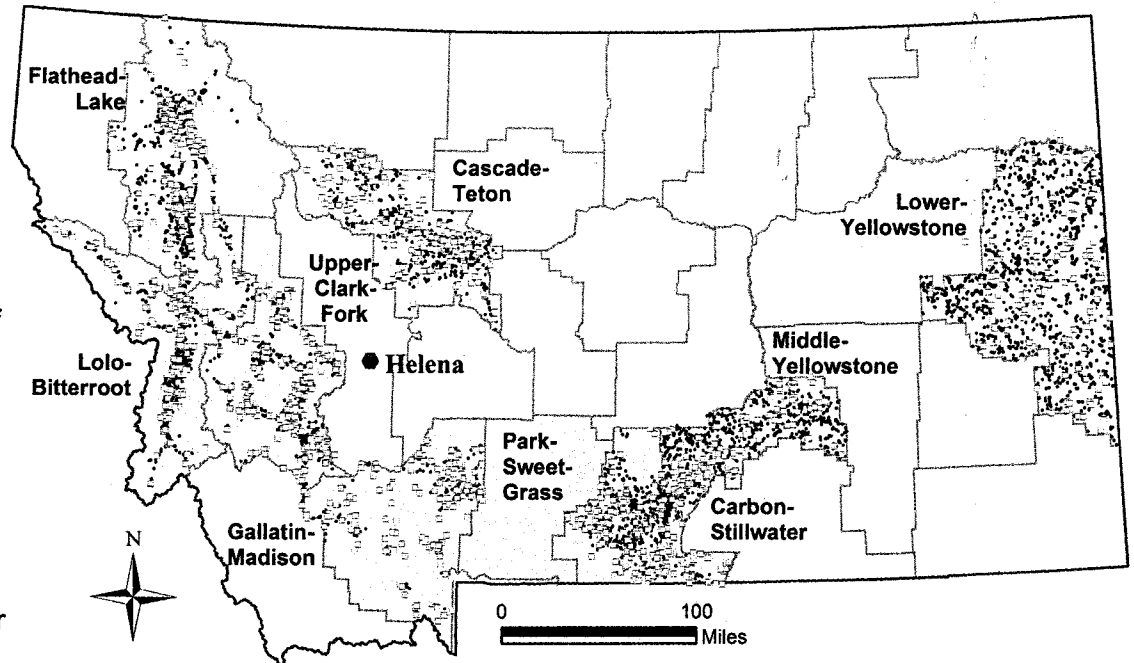 Flathead-
Lake
Cascade-
Teton
Lower-
Yellowstone
Upper-
Clark-
Fork
Helena
Middle-
Yellowstone
Lolo-
Bitterroot
Park-
Sweet-
Grass
Carbon-
Stillwater
Gallatin-
Madison
N
0 100
Miles